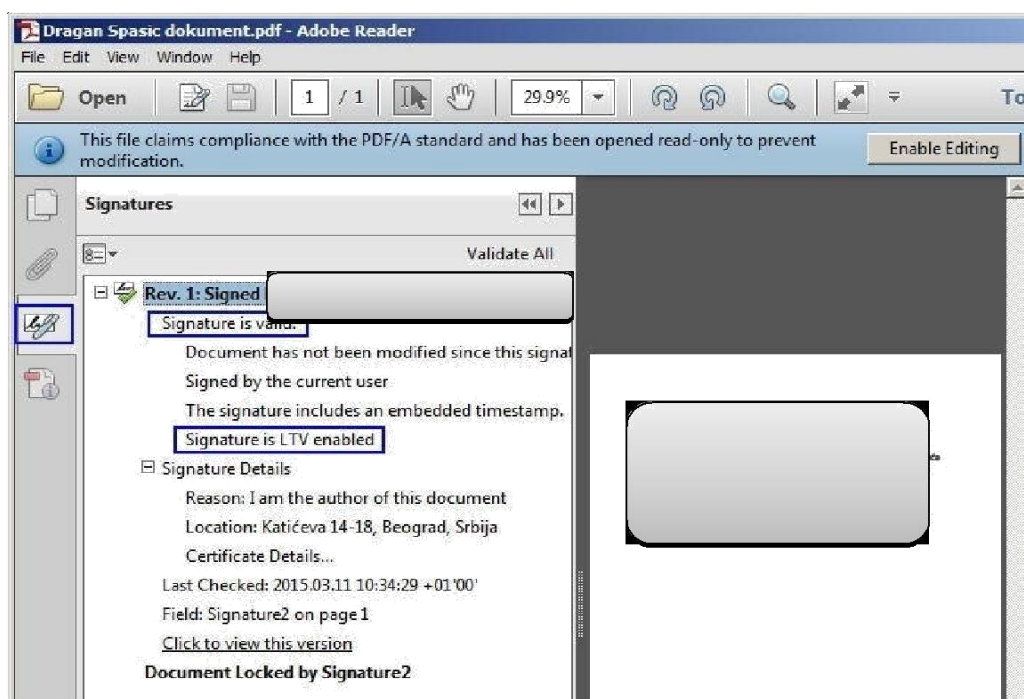 Dragan Spasic dokument.pdf - Adobe Reader
File Edit View Window Help
Open 1 / 1 29.9% To
This file claims compliance with the PDF/A standard and has been opened read-only to prevent
modification.
Enable Editing
Signatures
Validate All
Rev. 1: Signed
Signature is valid.
Document has not been modified since this signat
Signed by the current user
The signature includes an embedded timestamp.
Signature is LTV enabled
Signature Details
Reason: I am the author of this document
Location: Katićeva 14-18, Beograd, Srbija
Certificate Details...
Last Checked: 2015.03.11 10:34:29 +01'00'
Field: Signature2 on page 1
Click to view this version
Document Locked by Signature2